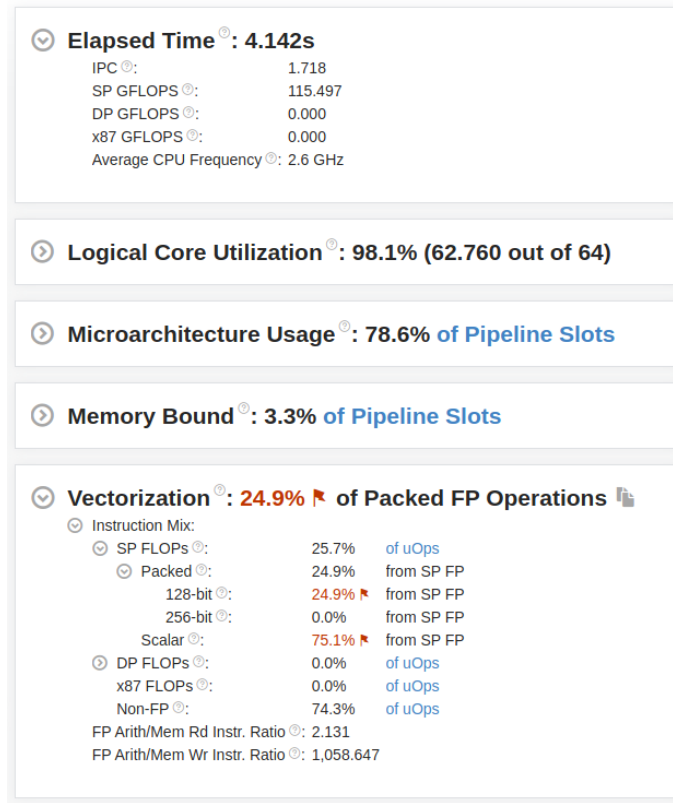 Elapsed Time ?: 4.142s
IPC ?: 1.718
SP GFLOPS ?: 115.497
DP GFLOPS ?: 0.000
x87 GFLOPS ?: 0.000
Average CPU Frequency ?: 2.6 GHz
Logical Core Utilization ?: 98.1% (62.760 out of 64)
Microarchitecture Usage ?: 78.6% of Pipeline Slots
Memory Bound ?: 3.3% of Pipeline Slots
Vectorization ?: 24.9% of Packed FP Operations
Instruction Mix:
SP FLOPs ?: 25.7% of uOps
Packed ?: 24.9% from SP FP
128-bit ?: 24.9% from SP FP
256-bit ?: 0.0% from SP FP
Scalar ?: 75.1% from SP FP
DP FLOPs ?: 0.0% of uOps
x87 FLOPs ?: 0.0% of uOps
Non-FP ?: 74.3% of uOps
FP Arith/Mem Rd Instr. Ratio ?: 2.131
FP Arith/Mem Wr Instr. Ratio ?: 1,058.647